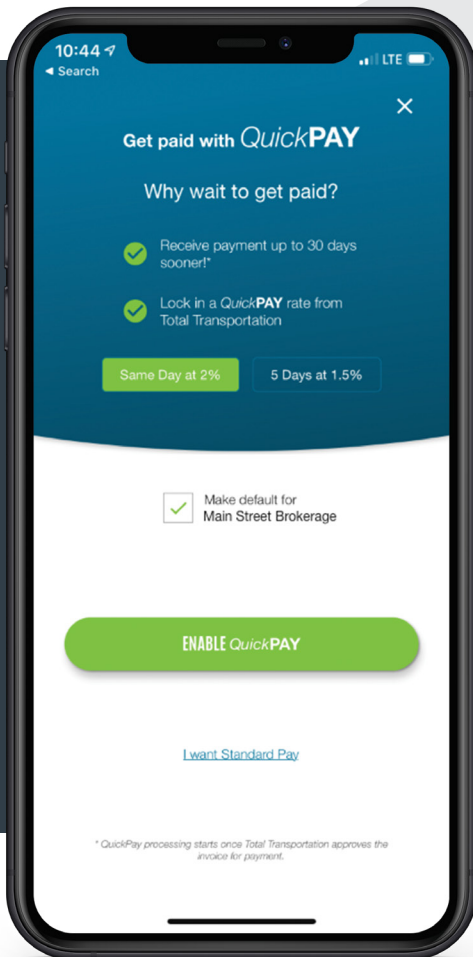 10:44
LTE
◀ Search
Get paid with QuickPAY
Why wait to get paid?
Receive payment up to 30 days
sooner!*
Lock in a QuickPAY rate from
Total Transportation
Same Day at 2%
5 Days at 1.5%
Make default for
Main Street Brokerage
ENABLE QuickPAY
I want Standard Pay
* QuickPay processing starts once Total Transportation approves the
invoice for payment.